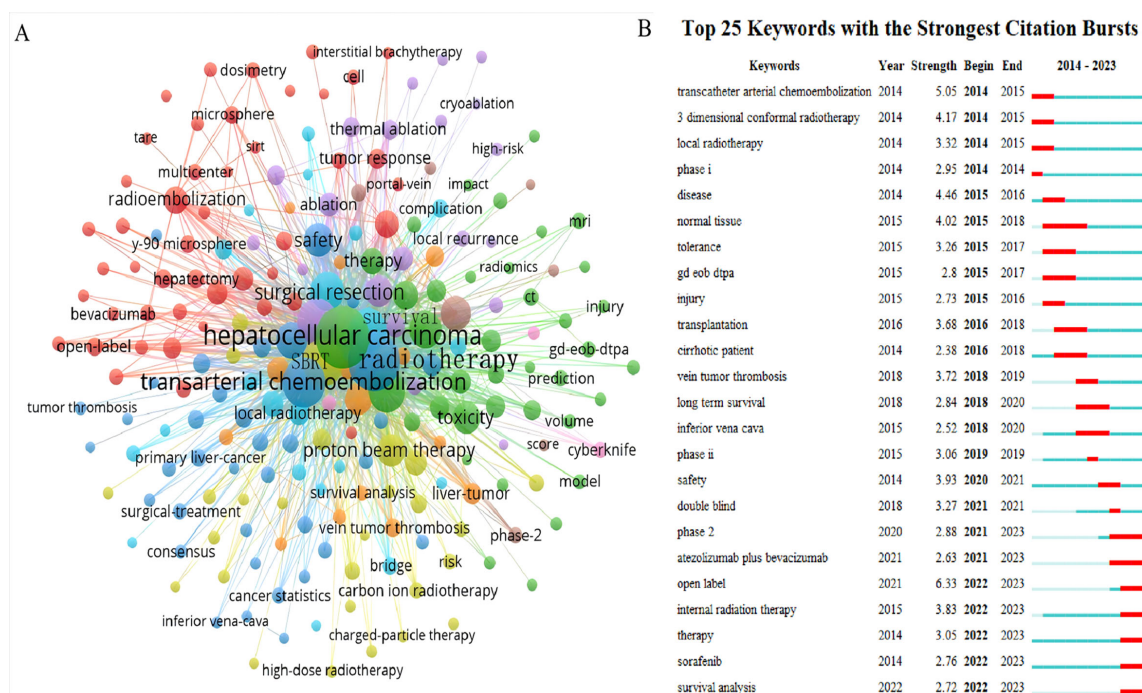 A
interstitial brachytherapy
dosimetry
cell
microsphere
cryoablation
tare
sirt
thermal ablation
high-risk
multicenter
tumor response
portal-vein
impact
radioembolization
ablation
complication
mri
y-90 microsphere
safety
local recurrence
therapy
radiomics
hepatectomy
surgical resection
ct
injury
bevacizumab
survival
hepatocellular carcinoma
open-label
SBRT
radiotherapy
gd-eob-dtpa
transarterial chemoembolization
prediction
tumor thrombosis
local radiotherapy
toxicity
volume
primary liver-cancer
proton beam therapy
score
cyberknife
survival analysis
liver-tumor
model
surgical-treatment
vein tumor thrombosis
phase-2
consensus
bridge
risk
cancer statistics
carbon ion radiotherapy
inferior vena-cava
charged-particle therapy
high-dose radiotherapy
B
Top 25 Keywords with the Strongest Citation Bursts
Keywords Year Strength Begin End 2014 - 2023
transcatheter arterial chemoembolization 2014 5.05 2014 2015
3 dimensional conformal radiotherapy 2014 4.17 2014 2015
local radiotherapy 2014 3.32 2014 2015
phase i 2014 2.95 2014 2014
disease 2014 4.46 2015 2016
normal tissue 2015 4.02 2015 2018
tolerance 2015 3.26 2015 2017
gd eob dtpa 2015 2.8 2015 2017
injury 2015 2.73 2015 2016
transplantation 2016 3.68 2016 2018
cirrhotic patient 2014 2.38 2016 2018
vein tumor thrombosis 2018 3.72 2018 2019
long term survival 2018 2.84 2018 2020
inferior vena cava 2015 2.52 2018 2020
phase ii 2015 3.06 2019 2019
safety 2014 3.93 2020 2021
double blind 2018 3.27 2021 2021
phase 2 2020 2.88 2021 2023
atezolizumab plus bevacizumab 2021 2.63 2021 2023
open label 2021 6.33 2022 2023
internal radiation therapy 2015 3.83 2022 2023
therapy 2014 3.05 2022 2023
sorafenib 2014 2.76 2022 2023
survival analysis 2022 2.72 2022 2023